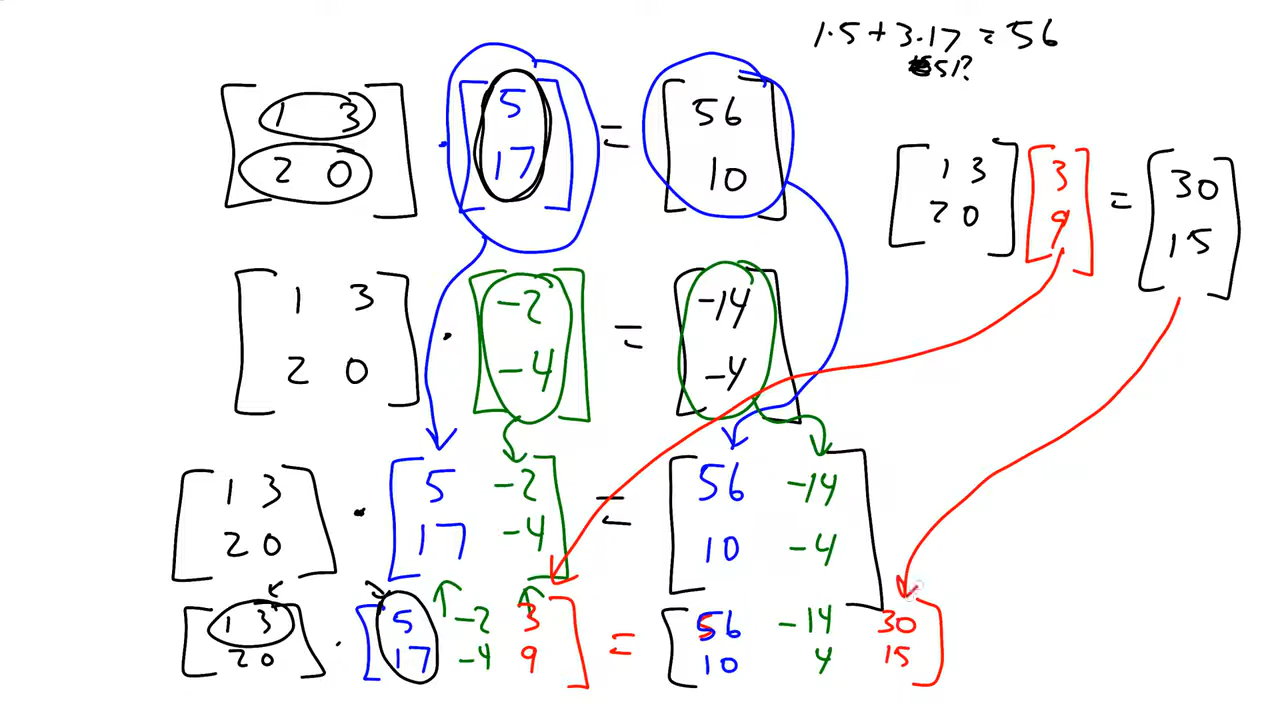 1·5 + 3·17 = 56
51?
[1 3] · [5] = [56]
[2 0] [17] [10]
[1 3] [3] = [30]
[2 0] [9] [15]
[1 3] · [-2] = [-14]
[2 0] [-4] [-4]
[1 3] · [5 -2] = [56 -14]
[2 0] [17 -4] [10 -4]
[1 3] · [5 -2 3] = [56 -14 30]
[2 0] [17 -4 9] [10 4 15]